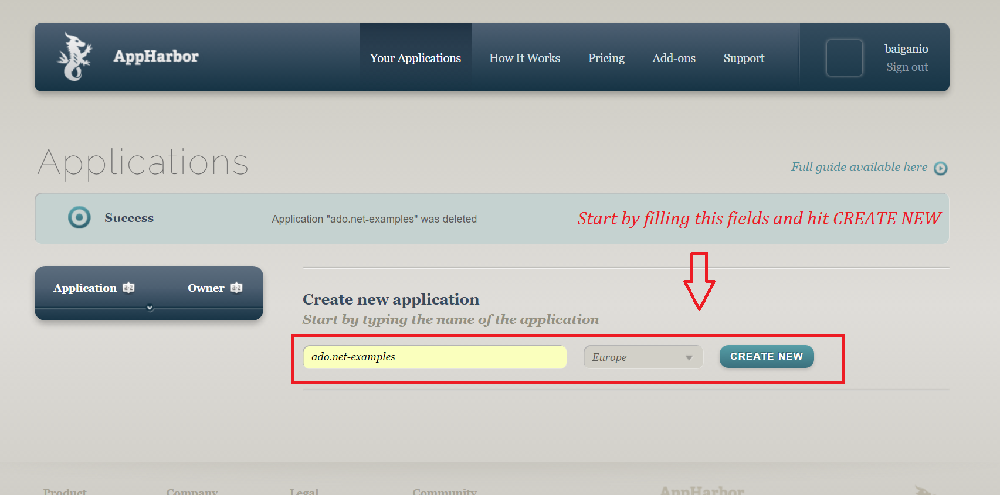 AppHarbor
Your Applications
How It Works
Pricing
Add-ons
Support
baiganio
Sign out
Applications
Full guide available here
Success
Application "ado.net-examples" was deleted
Start by filling this fields and hit CREATE NEW
Application a-z
Owner a-z
Create new application
Start by typing the name of the application
ado.net-examples
Europe
CREATE NEW
Product
Company
Legal
Community
AppHarbor